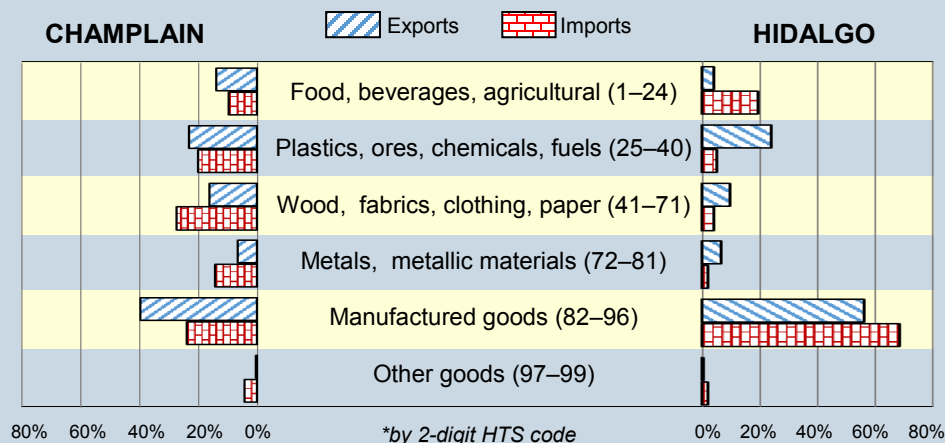 Exports Imports
CHAMPLAIN HIDALGO
Food, beverages, agricultural (1–24)
Plastics, ores, chemicals, fuels (25–40)
Wood, fabrics, clothing, paper (41–71)
Metals, metallic materials (72–81)
Manufactured goods (82–96)
Other goods (97–99)
80% 60% 40% 20% 0% *by 2-digit HTS code 0% 20% 40% 60% 80%